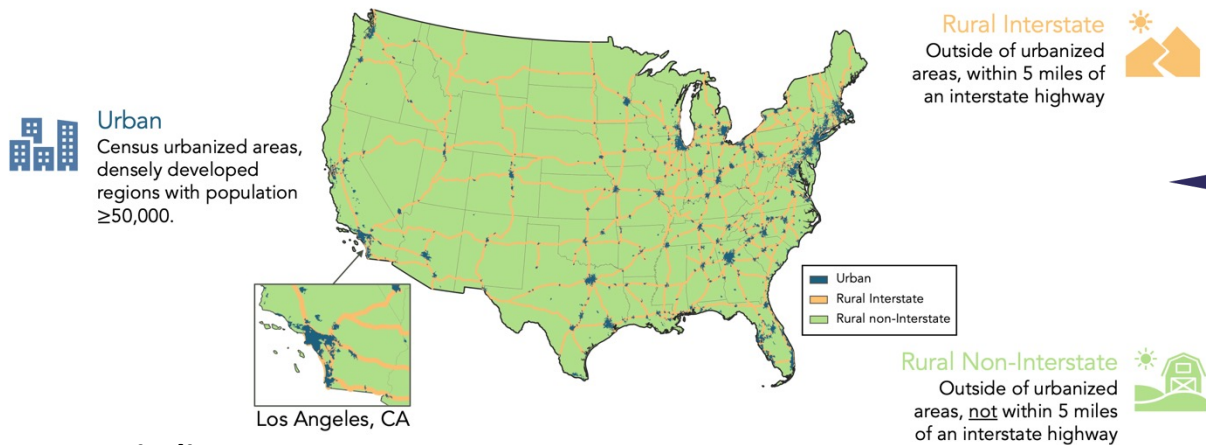 Urban
Census urbanized areas,
densely developed
regions with population
≥50,000.
Rural Interstate
Outside of urbanized
areas, within 5 miles of
an interstate highway
Urban
Rural Interstate
Rural non-Interstate
Los Angeles, CA
Rural Non-Interstate
Outside of urbanized
areas, not within 5 miles
of an interstate highway